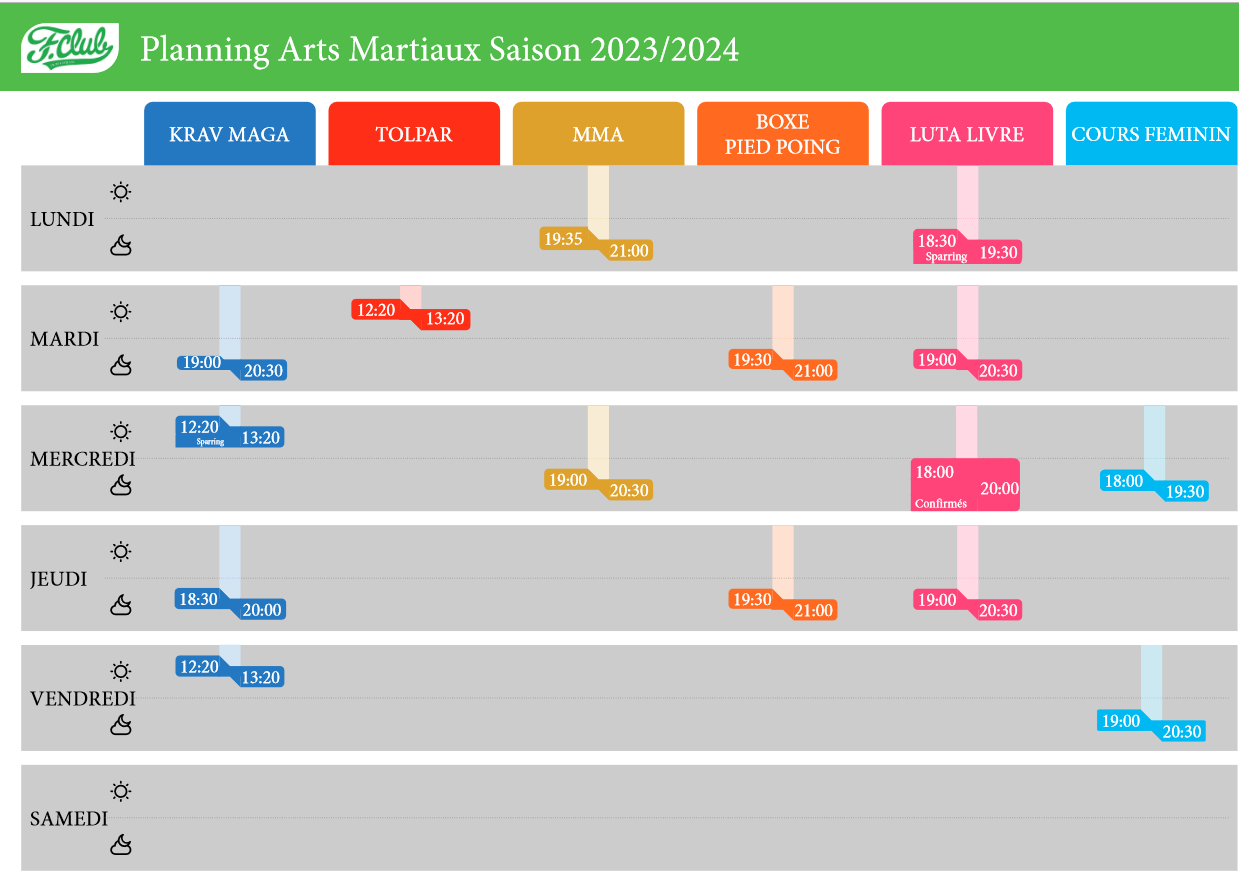 F.Club
Planning Arts Martiaux Saison 2023/2024
KRAV MAGA
TOLPAR
MMA
BOXE
PIED POING
LUTA LIVRE
COURS FEMININ
LUNDI
19:35
21:00
18:30
Sparring
19:30
MARDI
19:00
20:30
12:20
13:20
19:30
21:00
19:00
20:30
MERCREDI
12:20
Sparring
13:20
19:00
20:30
18:00
20:00
Confirmés
18:00
19:30
JEUDI
18:30
20:00
19:30
21:00
19:00
20:30
VENDREDI
12:20
13:20
19:00
20:30
SAMEDI